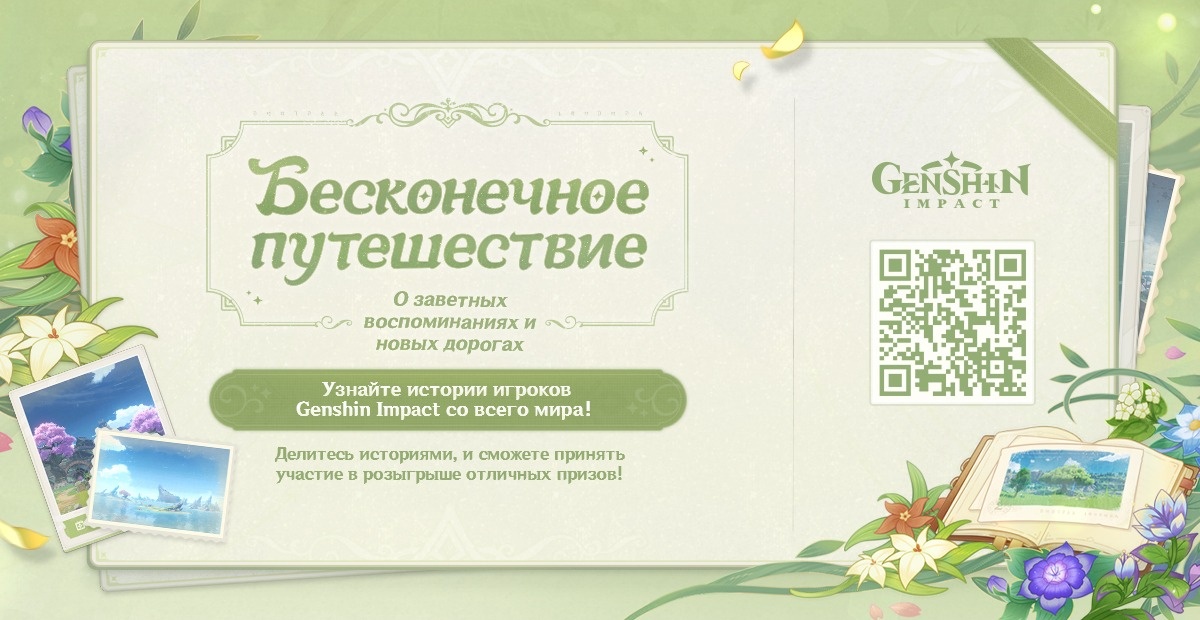 Бесконечное
путешествие
О заветных
воспоминаниях и
новых дорогах
Узнайте истории игроков
Genshin Impact со всего мира!
Делитесь историями, и сможете принять
участие в розыгрыше отличных призов!
GENSHIN
IMPACT